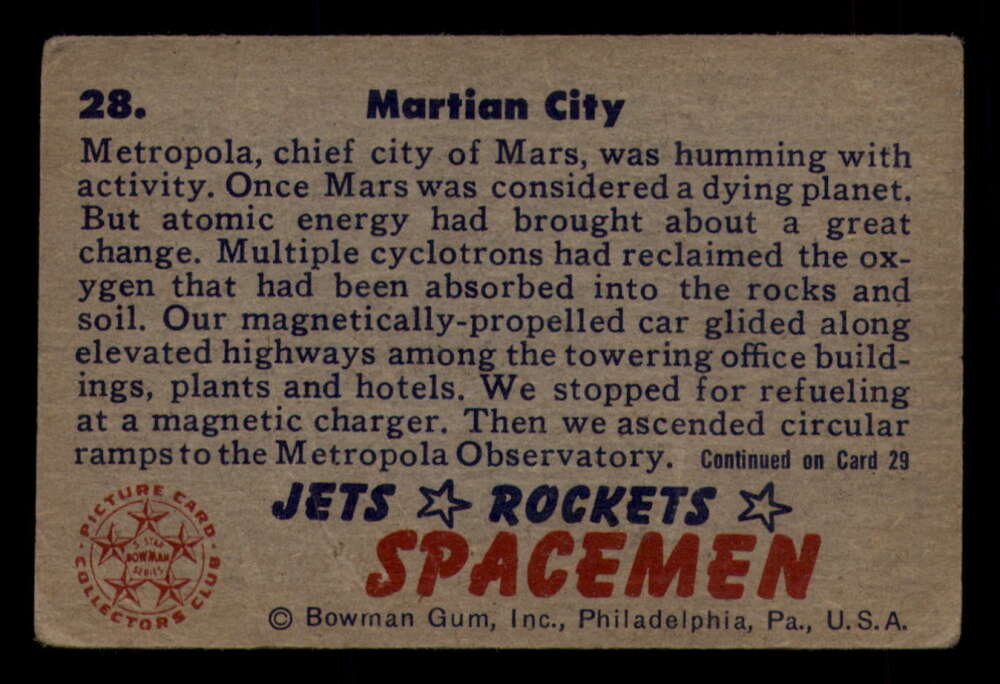 28. Martian City
Metropola, chief city of Mars, was humming with
activity. Once Mars was considered a dying planet.
But atomic energy had brought about a great
change. Multiple cyclotrons had reclaimed the ox-
ygen that had been absorbed into the rocks and
soil. Our magnetically-propelled car glided along
elevated highways among the towering office build-
ings, plants and hotels. We stopped for refueling
at a magnetic charger. Then we ascended circular
ramps to the Metropola Observatory. Continued on Card 29
JETS ☆ ROCKETS ☆
SPACEMEN
PICTURE CARD
COLLECTORS CLUB
5 STAR
BOWMAN
SERIES
© Bowman Gum, Inc., Philadelphia, Pa., U.S.A.